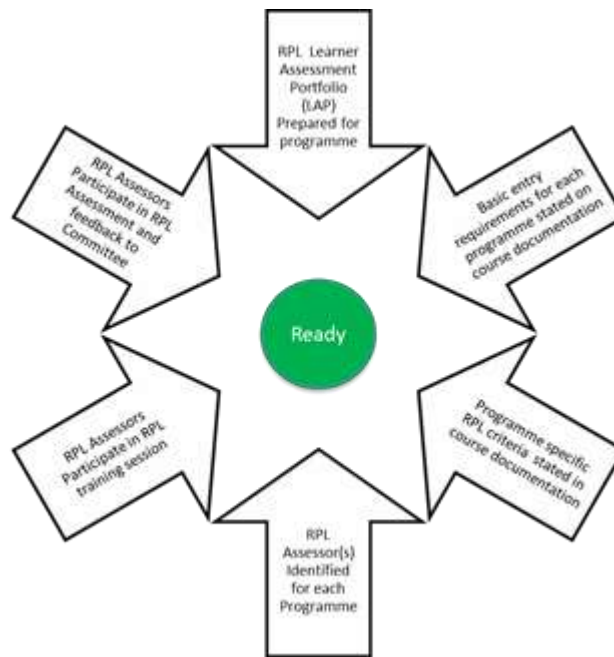 RPL Learner
Assessment
Portfolio
(LAP)
Prepared for
programme
Basic entry
requirements for each
programme stated on
course documentation
Programme specific
RPL criteria stated in
course documentation
RPL
Assessor(s)
Identified
for each
Programme
RPL Assessors
Participate in RPL
training session
RPL Assessors
Participate in RPL
Assessment and
feedback to
Committee
Ready